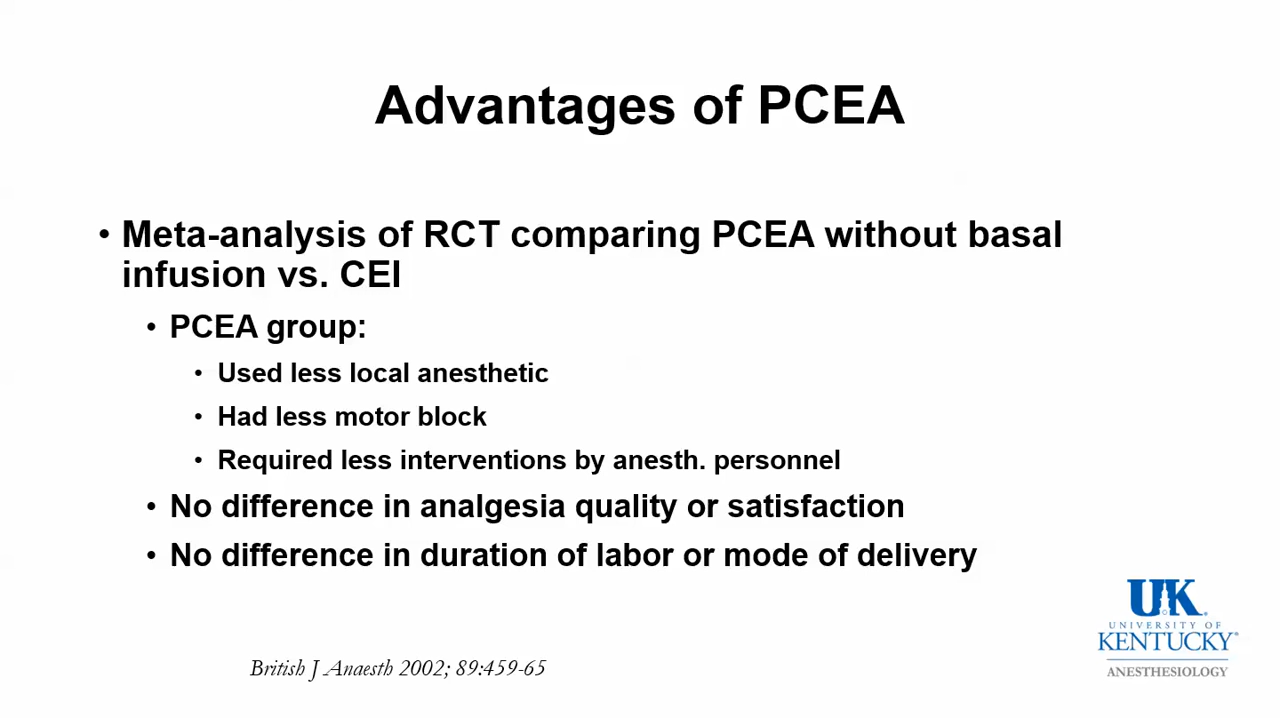 Advantages of PCEA
• Meta-analysis of RCT comparing PCEA without basal
infusion vs. CEI
• PCEA group:
• Used less local anesthetic
• Had less motor block
• Required less interventions by anesth. personnel
• No difference in analgesia quality or satisfaction
• No difference in duration of labor or mode of delivery
British J Anaesth 2002; 89:459-65
UK
UNIVERSITY OF
KENTUCKY®
ANESTHESIOLOGY